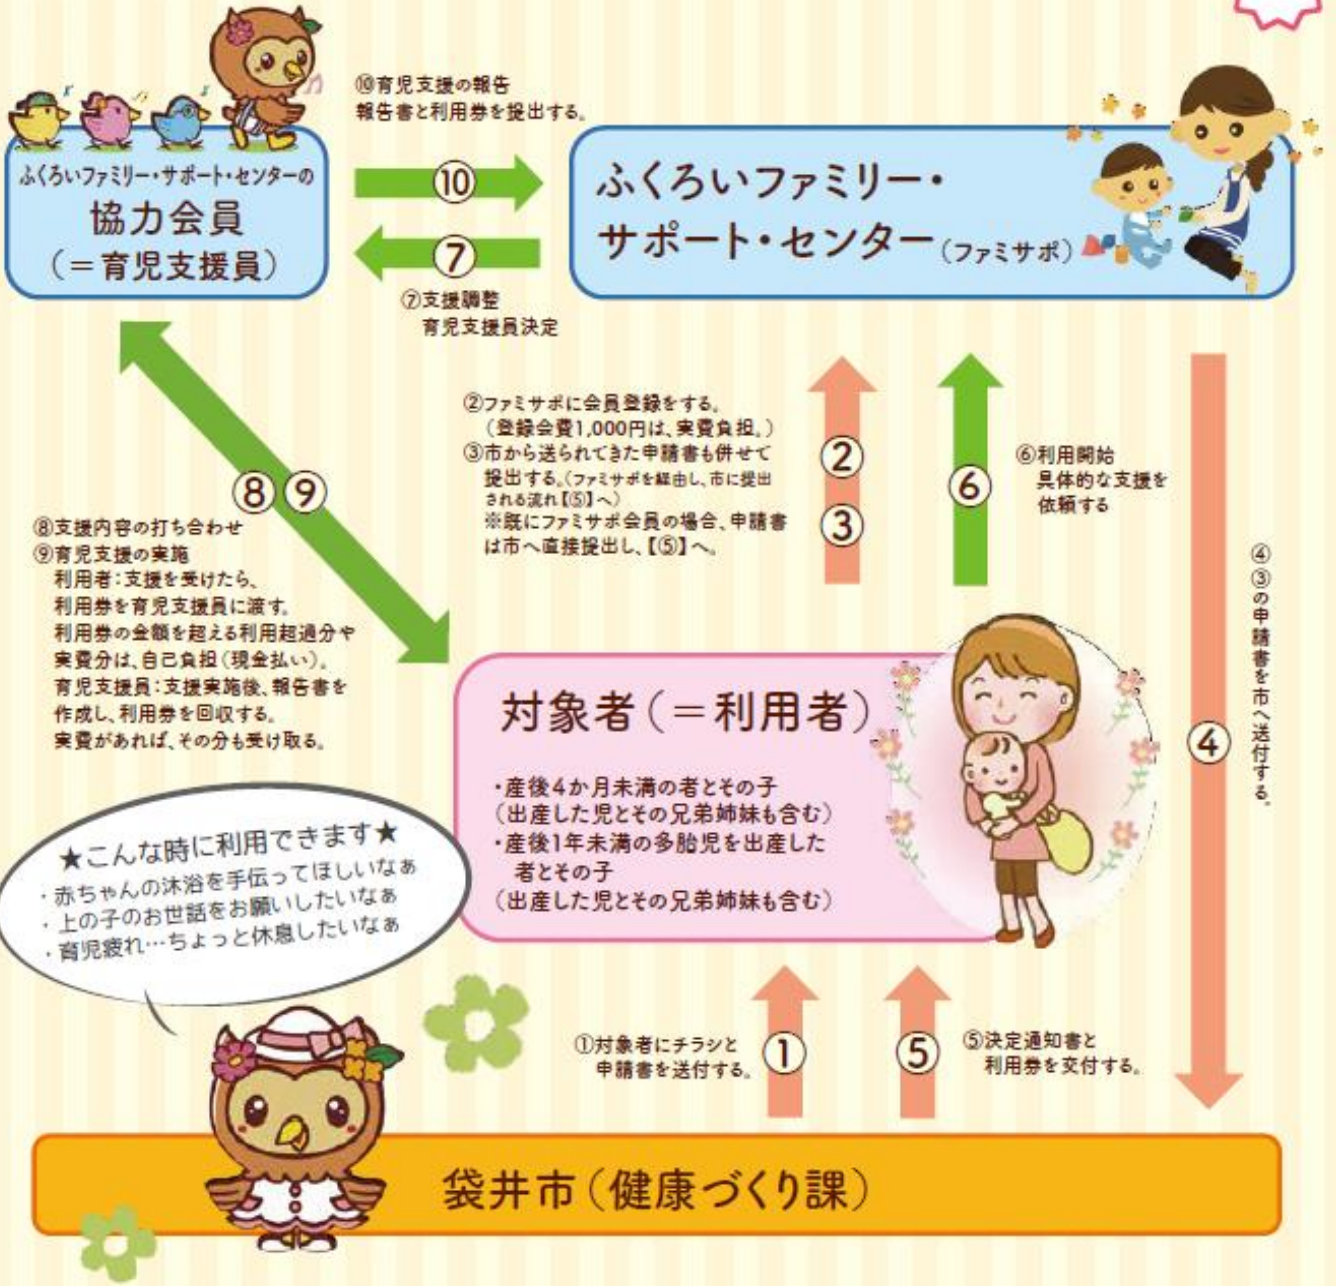 ⑩育児支援の報告
報告書と利用券を提出する。
ふくろいファミリー・サポート・センターの
協力会員
(=育児支援員)
⑩
⑦
ふくろいファミリー・
サポート・センター(ファミサポ)
⑦支援調整
育児支援員決定
②ファミサポに会員登録をする。
(登録会費1,000円は、実費負担。)
③市から送られてきた申請書も併せて
提出する。(ファミサポを経由し、市に提出
される流れ【⑤】へ)
※既にファミサポ会員の場合、申請書
は市へ直接提出し、【⑤】へ。
②
③
⑥
⑥利用開始
具体的な支援を
依頼する
④③の申請書を市へ送付する。
④
⑧⑨
⑧支援内容の打ち合わせ
⑨育児支援の実施
利用者:支援を受けたら、
利用券を育児支援員に渡す。
利用券の金額を超える利用超過分や
実費分は、自己負担(現金払い)。
育児支援員:支援実施後、報告書を
作成し、利用券を回収する。
実費があれば、その分も受け取る。
対象者(=利用者)
・産後4か月未満の者とその子
(出産した児とその兄弟姉妹も含む)
・産後1年未満の多胎児を出産した
者とその子
(出産した児とその兄弟姉妹も含む)
★こんな時に利用できます★
・赤ちゃんの沐浴を手伝ってほしいなぁ
・上の子のお世話をお願いしたいなぁ
・育児疲れ…ちょっと休息したいなぁ
①対象者にチラシと
申請書を送付する。
①
⑤
⑤決定通知書と
利用券を交付する。
袋井市(健康づくり課)